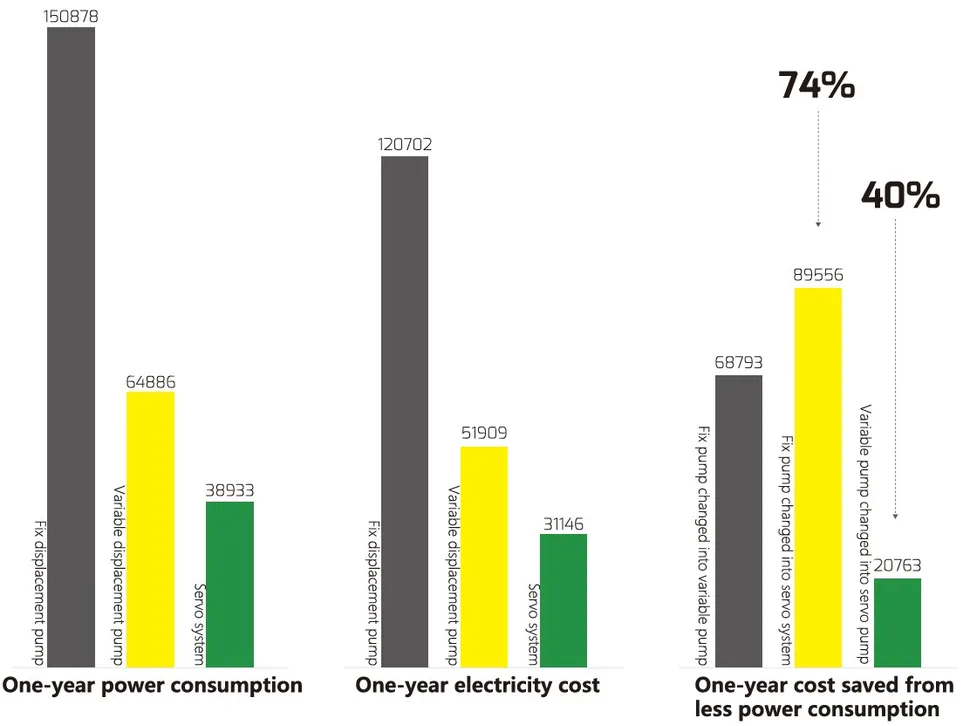 150878
64886
38933
Fix displacement pump
Variable displacement pump
Servo system
One-year power consumption
120702
51909
31146
Fix displacement pump
Variable displacement pump
Servo system
One-year electricity cost
74%
40%
89556
68793
20763
Fix pump changed into variable pump
Fix pump changed into servo system
Variable pump changed into servo pump
One-year cost saved from
less power consumption